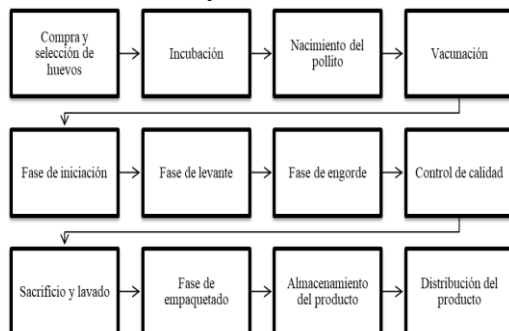 Compra y
selección de
huevos
Incubación
Nacimiento del
pollito
Vacunación
Fase de iniciación
Fase de levante
Fase de engorde
Control de calidad
Sacrificio y lavado
Fase de
empaquetado
Almacenamiento
del producto
Distribución del
producto